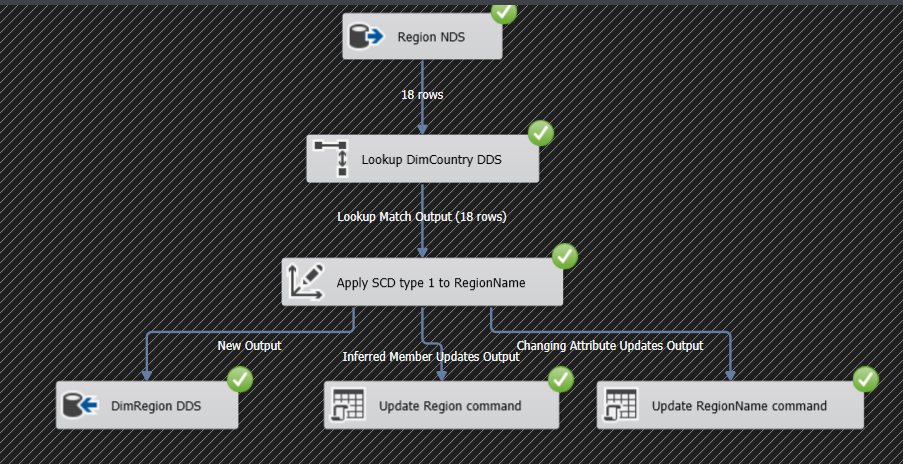 Region NDS
18 rows
Lookup DimCountry DDS
Lookup Match Output (18 rows)
Apply SCD type 1 to RegionName
New Output
Changing Attribute Updates Output
Inferred Member Updates Output
DimRegion DDS
Update Region command
Update RegionName command